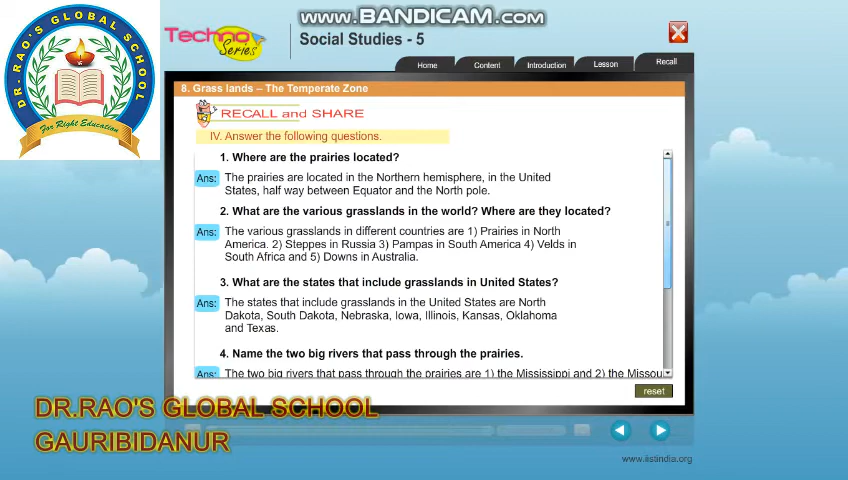 www.BANDICAM.com
DR.RAO'S GLOBAL SCHOOL
For Right Education
Techno
Series
Social Studies - 5
Home
Content
Introduction
Lesson
Recall
8. Grass lands – The Temperate Zone
RECALL and SHARE
IV. Answer the following questions.
1. Where are the prairies located?
Ans: The prairies are located in the Northern hemisphere, in the United
States, half way between Equator and the North pole.
2. What are the various grasslands in the world? Where are they located?
Ans: The various grasslands in different countries are 1) Prairies in North
America. 2) Steppes in Russia 3) Pampas in South America 4) Velds in
South Africa and 5) Downs in Australia.
3. What are the states that include grasslands in United States?
Ans: The states that include grasslands in the United States are North
Dakota, South Dakota, Nebraska, Iowa, Illinois, Kansas, Oklahoma
and Texas.
4. Name the two big rivers that pass through the prairies.
Ans: The two big rivers that pass through the prairies are 1) the Mississippi and 2) the Missou
reset
DR.RAO'S GLOBAL SCHOOL
GAURIBIDANUR
www.listindia.org